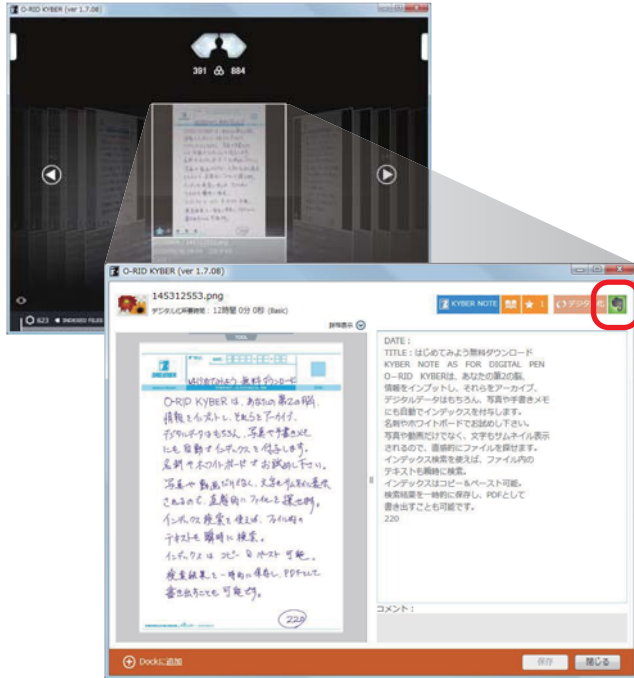 O-RID KYBER (ver 1.7.08)
391 884
623 INDEXED FILES
O-RID KYBER (ver 1.7.08)
145312553.png
デジタル化所要時間 : 12時間 0分 0秒 (Basic)
KYBER NOTE
1
詳細表示
TOOL
はじめてみよう 無料ダウンロード
O-RID KYBERは、あなたの第2の脳。
情報をインプットし、それらをアーカイブ。
デジタルデータはもちろん、写真や手書きメモ
にも自動でインデックスを付与します。
名刺やホワイトボードでお試し下さい。
写真や動画だけでなく、文字もサムネイル表示
されるので、直感的にファイルを探せます。
インデックス検索を使えば、ファイル内の
テキストも瞬時に検索。
インデックスはコピー&ペースト可能。
検索結果を一時的に保存し、PDFとして
書き出すことも可能です。
220
DATE :
TITLE : はじめてみよう無料ダウンロード
KYBER NOTE AS FOR DIGITAL PEN
O-RID KYBERは、あなたの第2の脳。
情報をインプットし、それらをアーカイブ。
デジタルデータはもちろん、写真や手書きメモ
にも自動でインデックスを付与します。
名刺やホワイトボードでお試し下さい。
写真や動画だけでなく、文字もサムネイル表示
されるので、直感的にファイルを探せます。
インデックス検索を使えば、ファイル内の
テキストも瞬時に検索。
インデックスはコピー&ペースト可能。
検索結果を一時的に保存し、PDFとして
書き出すことも可能です。
220
コメント :
Dockに追加
保存
閉じる